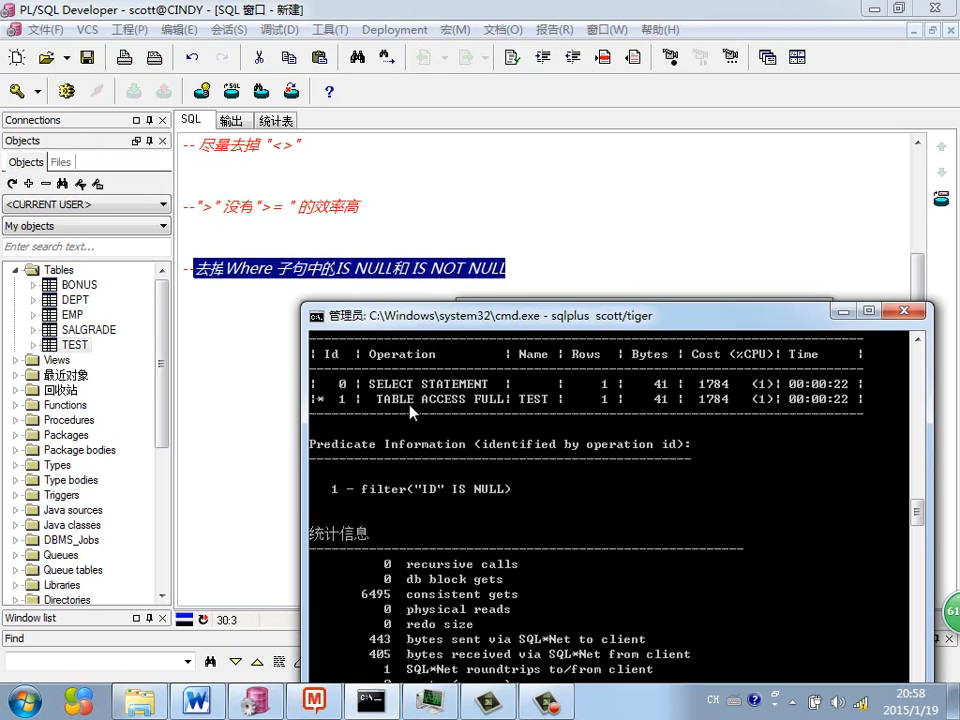 PL/SQL Developer - scott@CINDY - [SQL 窗口 - 新建]
文件(F) VCS 工程(P) 编辑(E) 会话(S) 调试(D) 工具(T) Deployment 宏(M) 文档(O) 报告(R) 窗口(W) 帮助(H)
Connections
Objects
Objects Files
<CURRENT USER>
My objects
Enter search text...
Tables
BONUS
DEPT
EMP
SALGRADE
TEST
Views
最近对象
回收站
Functions
Procedures
Packages
Package bodies
Types
Type bodies
Triggers
Java sources
Java classes
DBMS_Jobs
Queues
Queue tables
Libraries
Directories
Window list
Find
SQL 输出 统计表
-- 尽量去掉 "<>"
--">" 没有">= " 的效率高
--去掉Where 子句中的IS NULL和 IS NOT NULL
30:3
管理员: C:\Windows\system32\cmd.exe - sqlplus scott/tiger
| Id | Operation | Name | Rows | Bytes | Cost (%CPU)| Time |
| 0 | SELECT STATEMENT | | 1 | 41 | 1784 (1)| 00:00:22 |
|* 1 | TABLE ACCESS FULL| TEST | 1 | 41 | 1784 (1)| 00:00:22 |
Predicate Information (identified by operation id):
1 - filter("ID" IS NULL)
统计信息
0 recursive calls
0 db block gets
6495 consistent gets
0 physical reads
0 redo size
443 bytes sent via SQL*Net to client
405 bytes received via SQL*Net from client
1 SQL*Net roundtrips to/from client
61
CH
20:58
2015/1/19